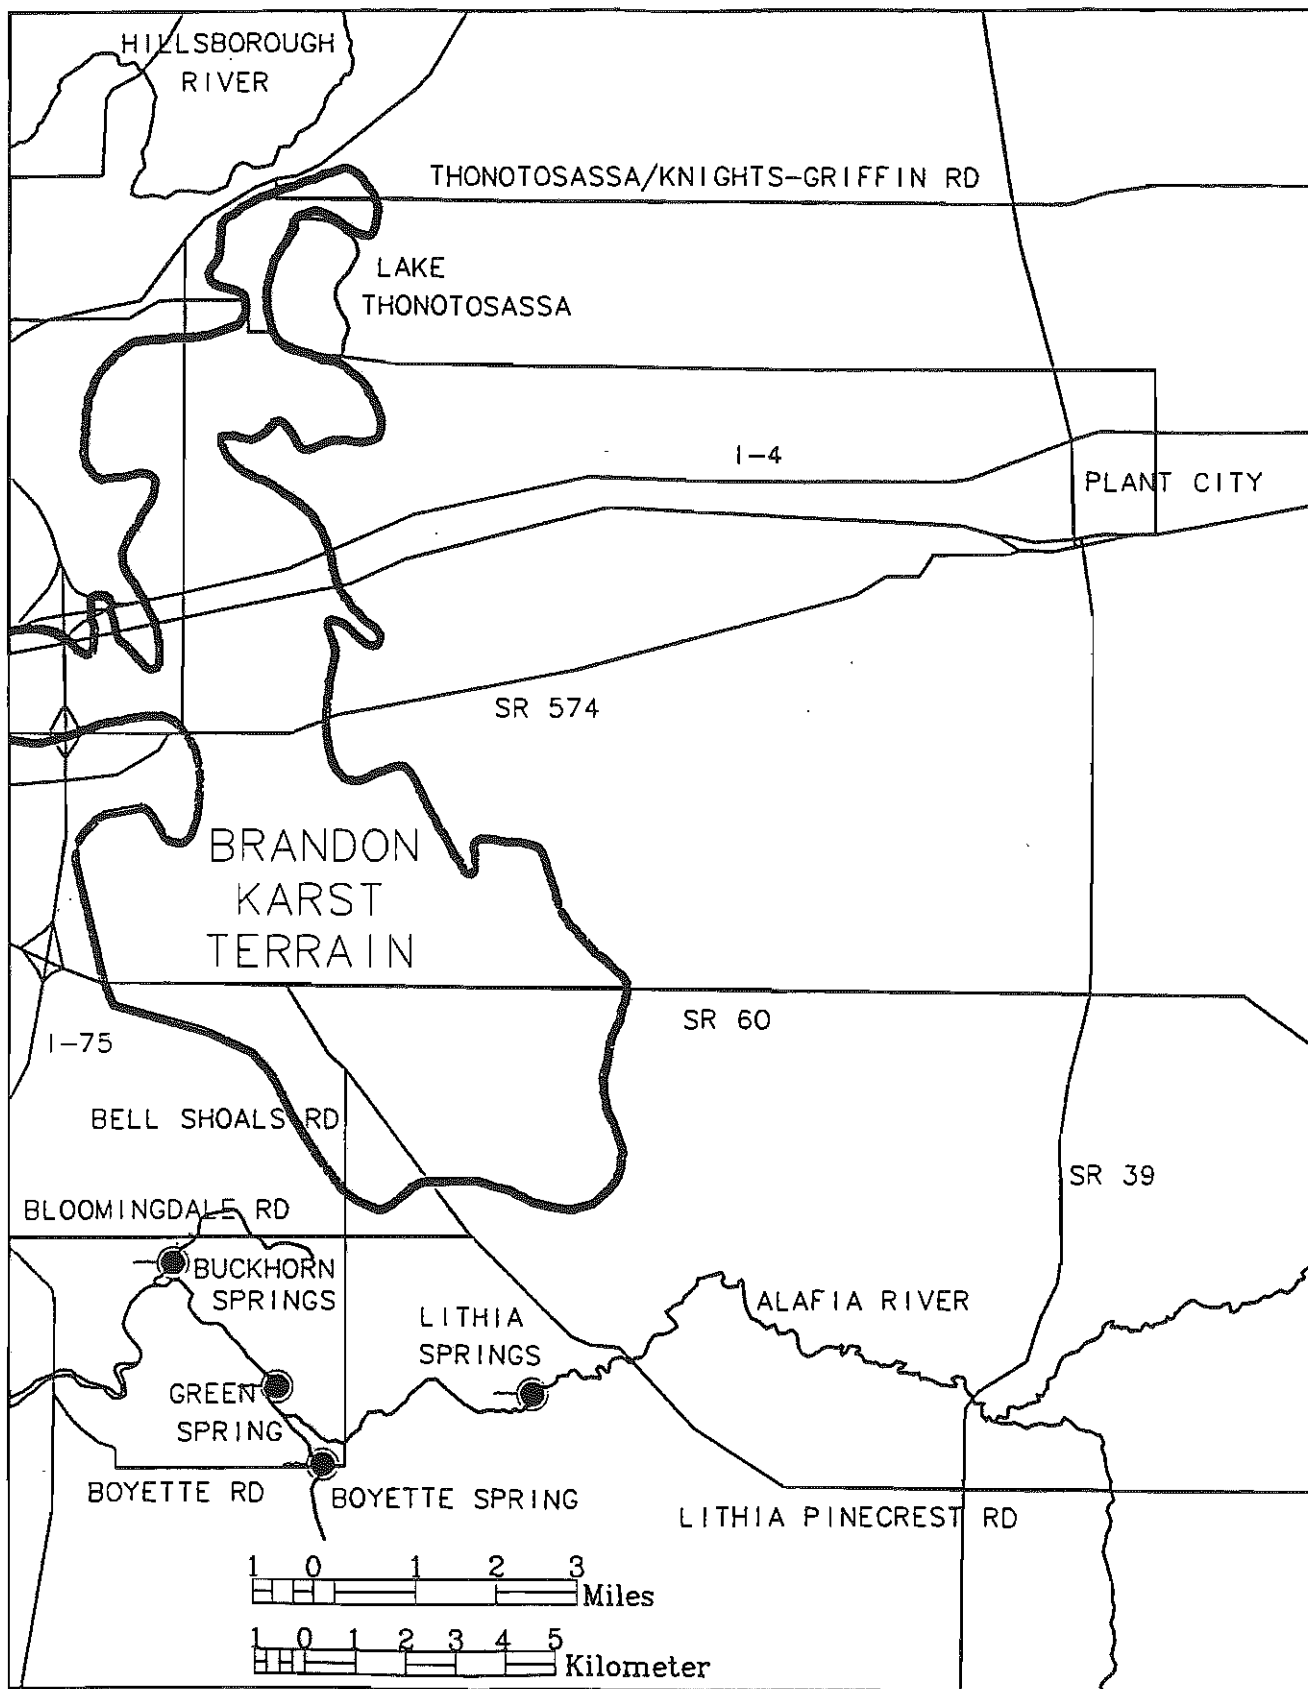 HILLSBOROUGH
RIVER
THONOTOSASSA/KNIGHTS-GRIFFIN RD
LAKE
THONOTOSASSA
I-4
PLANT CITY
SR 574
BRANDON
KARST
TERRAIN
SR 60
I-75
BELL SHOALS RD
SR 39
BLOOMINGDALE RD
BUCKHORN
SPRINGS
ALAFIA RIVER
LITHIA
SPRINGS
GREEN
SPRING
BOYETTE RD
BOYETTE SPRING
LITHIA PINECREST RD
1 0 1 2 3
Miles
1 0 1 2 3 4 5
Kilometer